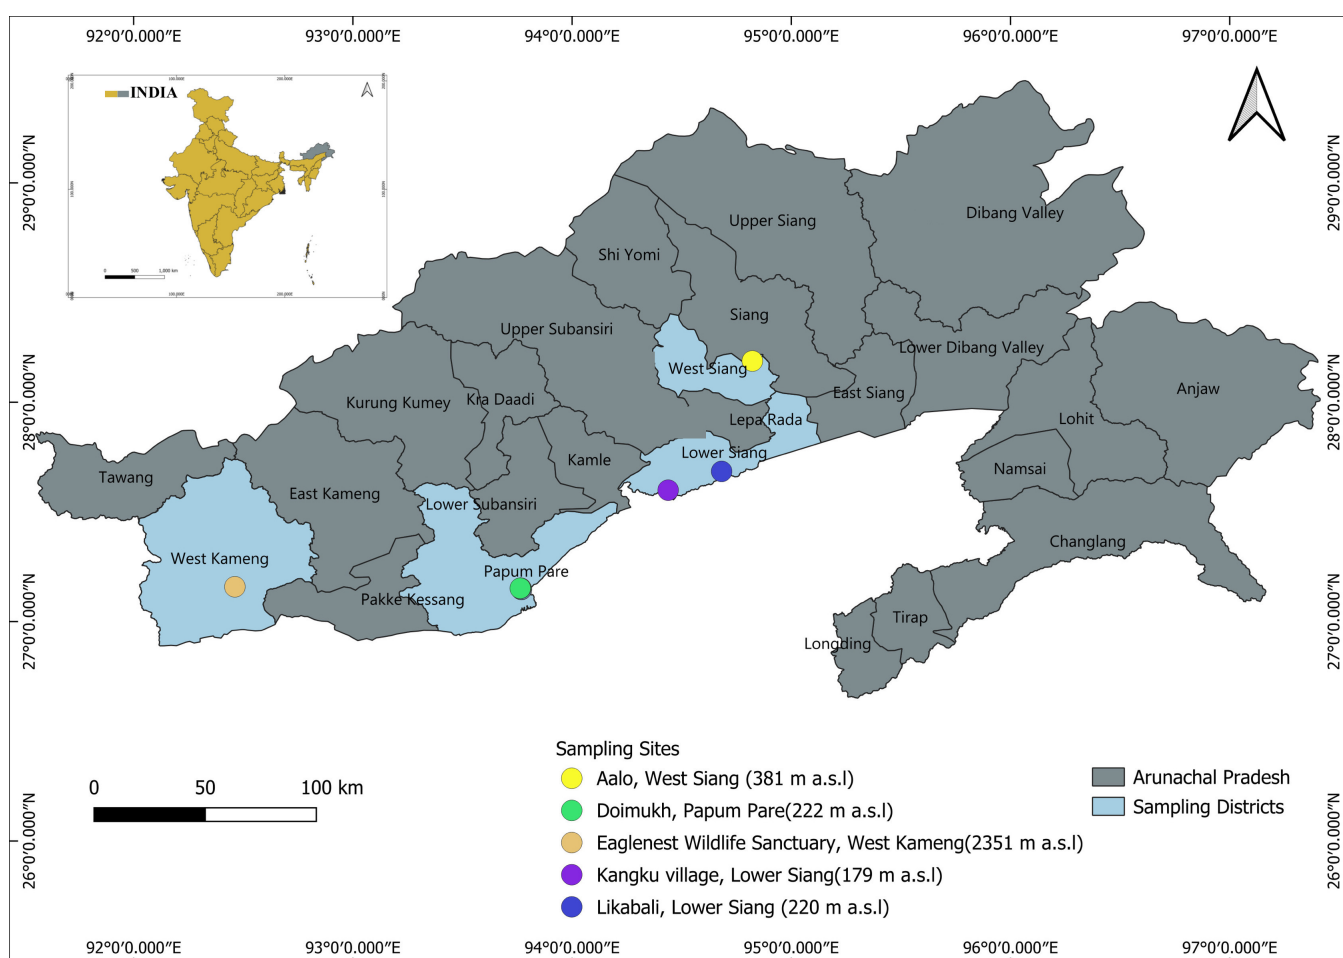 92°0′0.000″E 93°0′0.000″E 94°0′0.000″E 95°0′0.000″E 96°0′0.000″E 97°0′0.000″E
INDIA
0 500 1,000 km
29°0′0.000″N
28°0′0.000″N
27°0′0.000″N
26°0′0.000″N
29°0′0.000″N
28°0′0.000″N
27°0′0.000″N
26°0′0.000″N
Dibang Valley
Upper Siang
Shi Yomi
Siang
Upper Subansiri
Lower Dibang Valley
West Siang
Anjaw
East Siang
Kra Daadi
Kurung Kumey
Lepa Rada
Lohit
Lower Siang
Kamle
Namsai
Tawang
East Kameng
Lower Subansiri
Changlang
West Kameng
Papum Pare
Pakke Kessang
Tirap
Longding
Sampling Sites
Aalo, West Siang (381 m a.s.l)
Doimukh, Papum Pare(222 m a.s.l)
Eaglenest Wildlife Sanctuary, West Kameng(2351 m a.s.l)
Kangku village, Lower Siang(179 m a.s.l)
Likabali, Lower Siang (220 m a.s.l)
Arunachal Pradesh
Sampling Districts
0 50 100 km
92°0′0.000″E 93°0′0.000″E 94°0′0.000″E 95°0′0.000″E 96°0′0.000″E 97°0′0.000″E